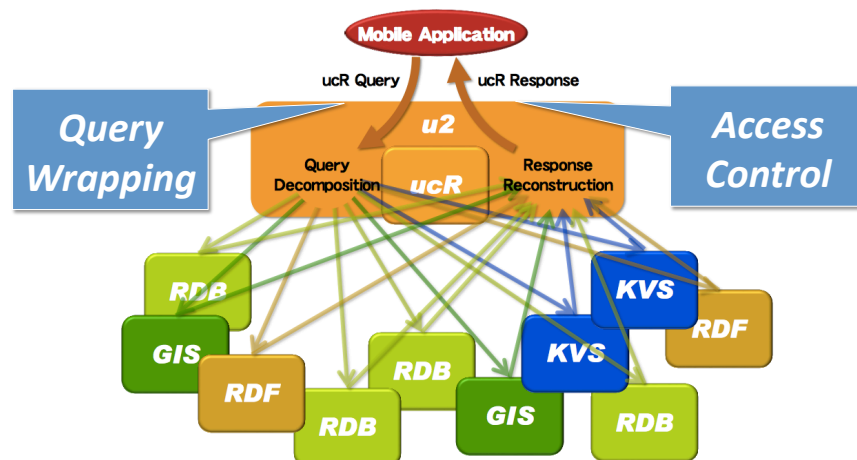 Mobile Application
ucR Query
ucR Response
Query
Wrapping
u2
Access
Control
Query
Decomposition
ucR
Response
Reconstruction
RDB
KVS
RDF
GIS
KVS
RDF
RDB
RDB
GIS
RDB